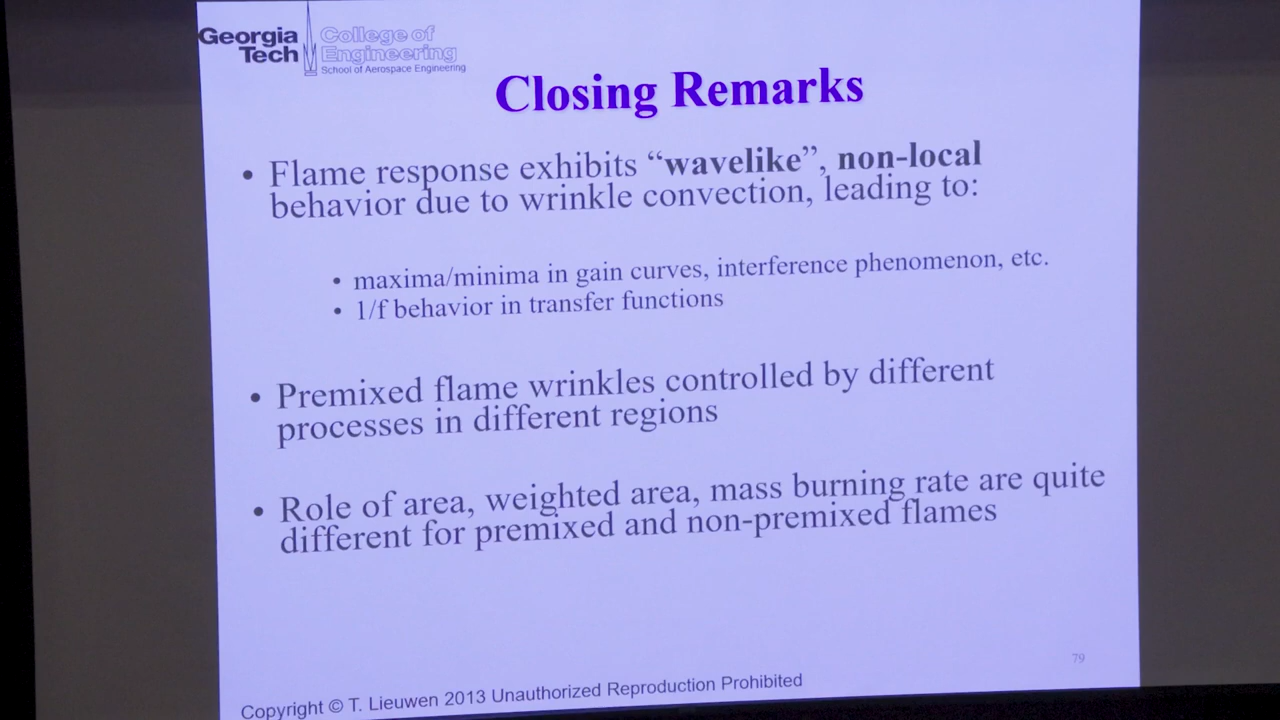 Georgia
Tech
College of
Engineering
School of Aerospace Engineering
Closing Remarks
• Flame response exhibits “wavelike”, non-local
behavior due to wrinkle convection, leading to:
• maxima/minima in gain curves, interference phenomenon, etc.
• 1/f behavior in transfer functions
• Premixed flame wrinkles controlled by different
processes in different regions
• Role of area, weighted area, mass burning rate are quite
different for premixed and non-premixed flames
79
Copyright © T. Lieuwen 2013 Unauthorized Reproduction Prohibited